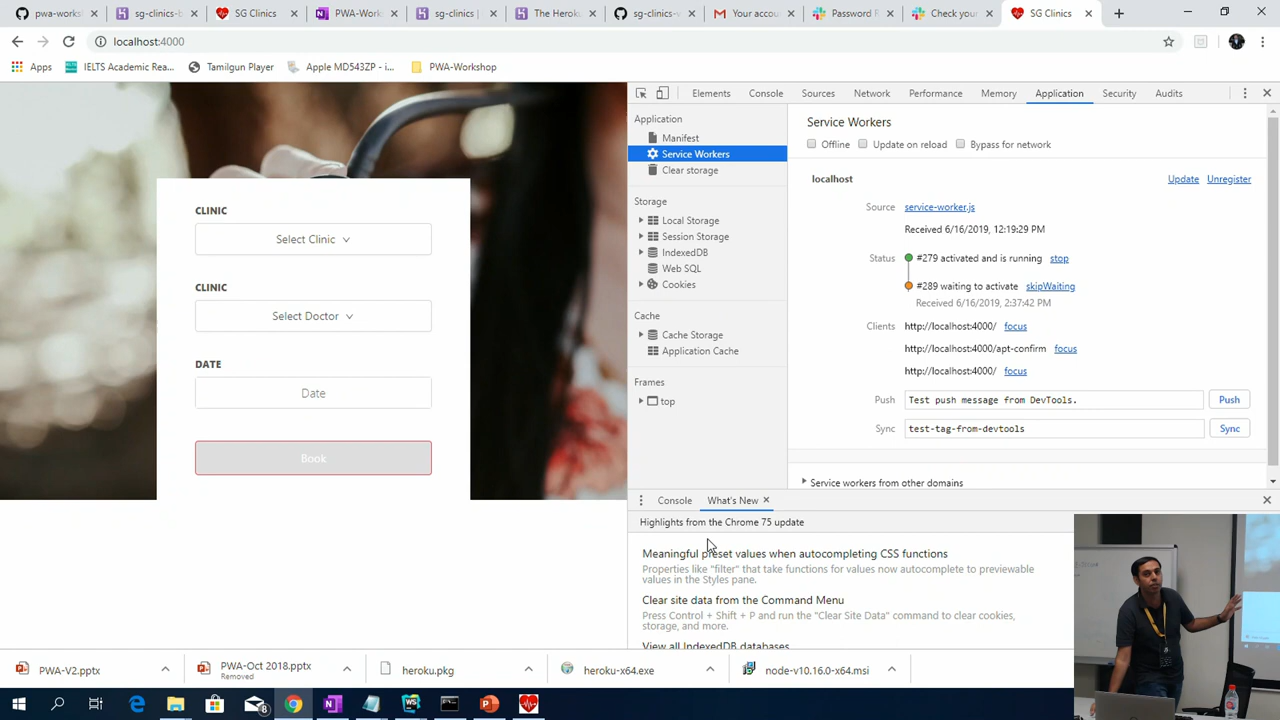 pwa-works
sg-clinics-b
SG Clinics
PWA-Works
sg-clinics |
The Heroku
sg-clinics-v
Your accou
Password R
Check your
SG Clinics
localhost:4000
Apps
IELTS Academic Rea...
Tamilgun Player
Apple MD543ZP - i...
PWA-Workshop
CLINIC
Select Clinic
CLINIC
Select Doctor
DATE
Date
Book
Elements
Console
Sources
Network
Performance
Memory
Application
Security
Audits
Application
Manifest
Service Workers
Clear storage
Storage
Local Storage
Session Storage
IndexedDB
Web SQL
Cookies
Cache
Cache Storage
Application Cache
Frames
top
Service Workers
Offline
Update on reload
Bypass for network
localhost
Update
Unregister
Source
service-worker.js
Received 6/16/2019, 12:19:29 PM
Status
#279 activated and is running
stop
#289 waiting to activate
skipWaiting
Received 6/16/2019, 2:37:42 PM
Clients
http://localhost:4000/
focus
http://localhost:4000/apt-confirm
focus
http://localhost:4000/
focus
Push
Test push message from DevTools.
Push
Sync
test-tag-from-devtools
Sync
Service workers from other domains
Console
What's New
Highlights from the Chrome 75 update
Meaningful preset values when autocompleting CSS functions
Properties like "filter" that take functions for values now autocomplete to previewable
values in the Styles pane.
Clear site data from the Command Menu
Press Control + Shift + P and run the "Clear Site Data" command to clear cookies,
storage, and more.
View all IndexedDB databases
PWA-V2.pptx
PWA-Oct 2018.pptx
Removed
heroku.pkg
heroku-x64.exe
node-v10.16.0-x64.msi